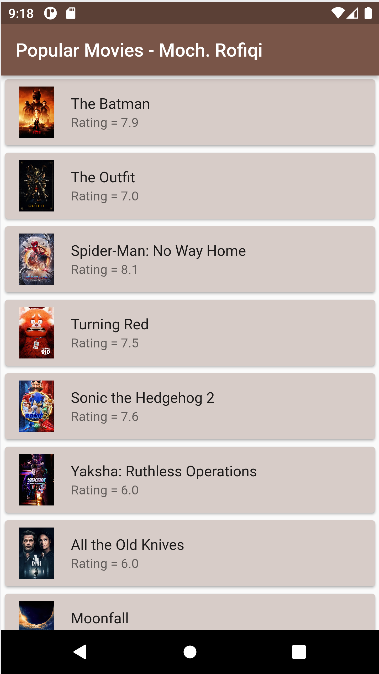 9:18
Popular Movies - Moch. Rofiqi
The Batman
Rating = 7.9
The Outfit
Rating = 7.0
Spider-Man: No Way Home
Rating = 8.1
Turning Red
Rating = 7.5
Sonic the Hedgehog 2
Rating = 7.6
Yaksha: Ruthless Operations
Rating = 6.0
All the Old Knives
Rating = 6.0
Moonfall